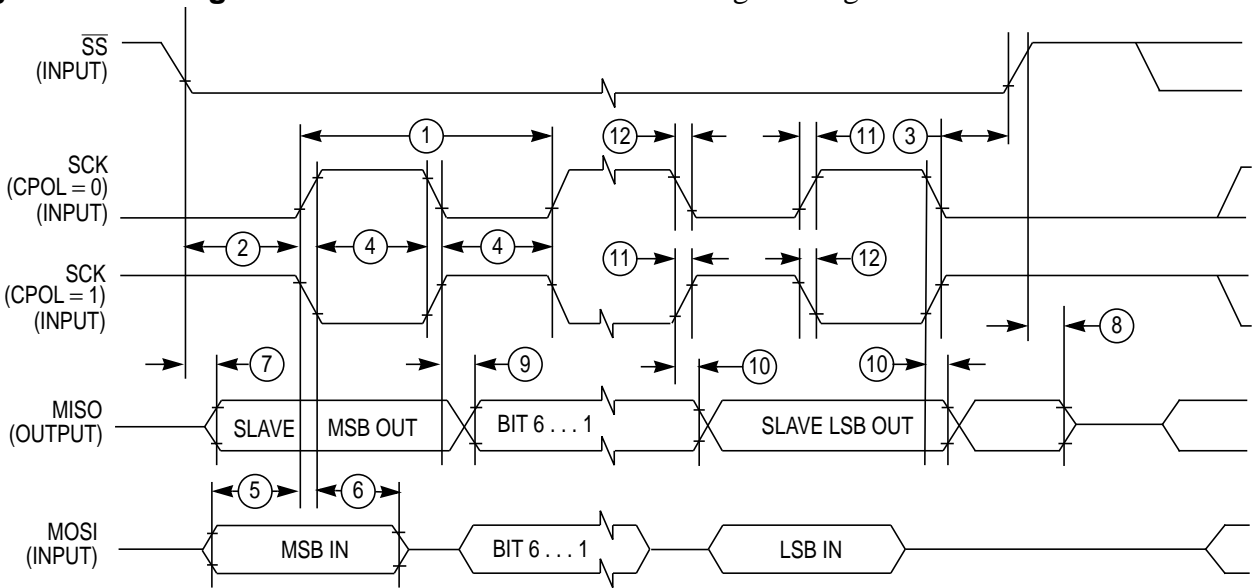 SS
(INPUT)
1
12
11
3
SCK
(CPOL = 0)
(INPUT)
2
4
4
11
12
SCK
(CPOL = 1)
(INPUT)
7
9
10
10
8
MISO
(OUTPUT)
SLAVE
MSB OUT
BIT 6 . . . 1
SLAVE LSB OUT
5
6
MOSI
(INPUT)
MSB IN
BIT 6 . . . 1
LSB IN